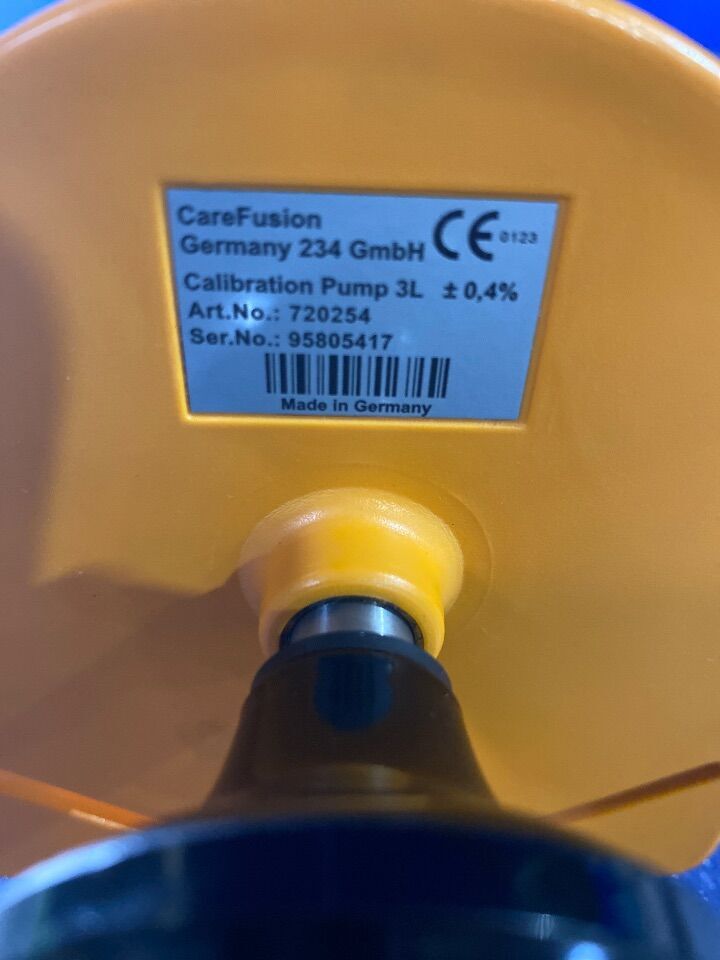 CareFusion
Germany 234 GmbH CE 0123
Calibration Pump 3L ± 0,4%
Art.No.: 720254
Ser.No.: 95805417
Made in Germany